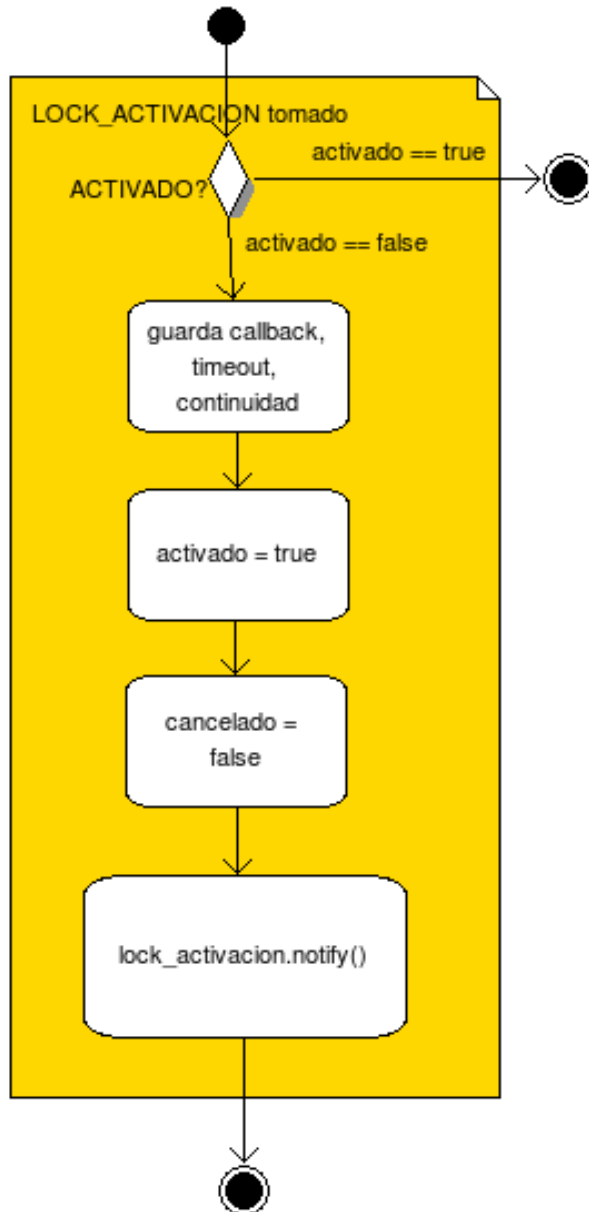 LOCK_ACTIVACION tomado
activado == true
ACTIVADO?
activado == false
guarda callback,
timeout,
continuidad
activado = true
cancelado =
false
lock_activacion.notify()